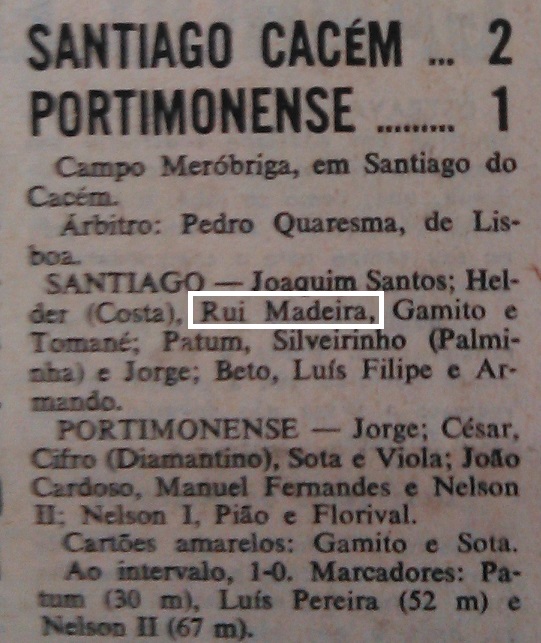 SANTIAGO CACÉM ... 2
PORTIMONENSE ......... 1
Campo Meróbriga, em Santiago do
Cacém.
Árbitro: Pedro Quaresma, de Lis-
boa.
SANTIAGO — Joaquim Santos; Hel-
der (Costa), Rui Madeira, Gamito e
Tomané; Patum, Silveirinho (Palmi-
nha) e Jorge; Beto, Luís Filipe e Ar-
mando.
PORTIMONENSE — Jorge; César,
Cifro (Diamantino), Sota e Viola; João
Cardoso, Manuel Fernandes e Nelson
II; Nelson I, Pião e Florival.
Cartões amarelos: Gamito e Sota.
Ao intervalo, 1-0. Marcadores: Pa-
tum (30 m), Luís Pereira (52 m) e
Nelson II (67 m).